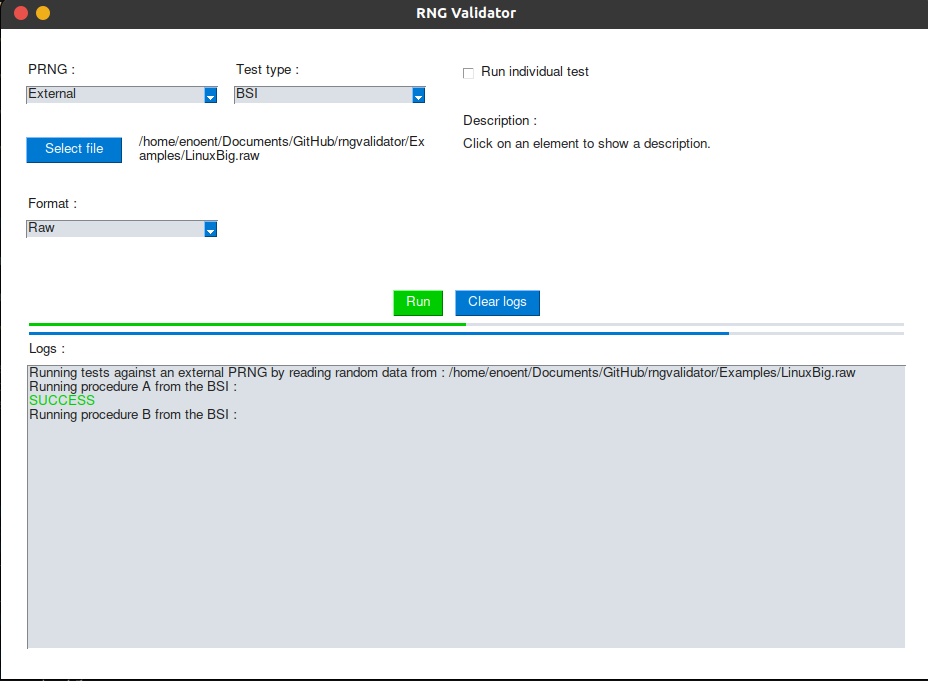 RNG Validator
PRNG :
Test type :
Run individual test
External
BSI
Description :
Select file
/home/enoent/Documents/GitHub/rngvalidator/Ex
amples/LinuxBig.raw
Click on an element to show a description.
Format :
Raw
Run
Clear logs
Logs :
Running tests against an external PRNG by reading random data from : /home/enoent/Documents/GitHub/rngvalidator/Examples/LinuxBig.raw
Running procedure A from the BSI :
SUCCESS
Running procedure B from the BSI :